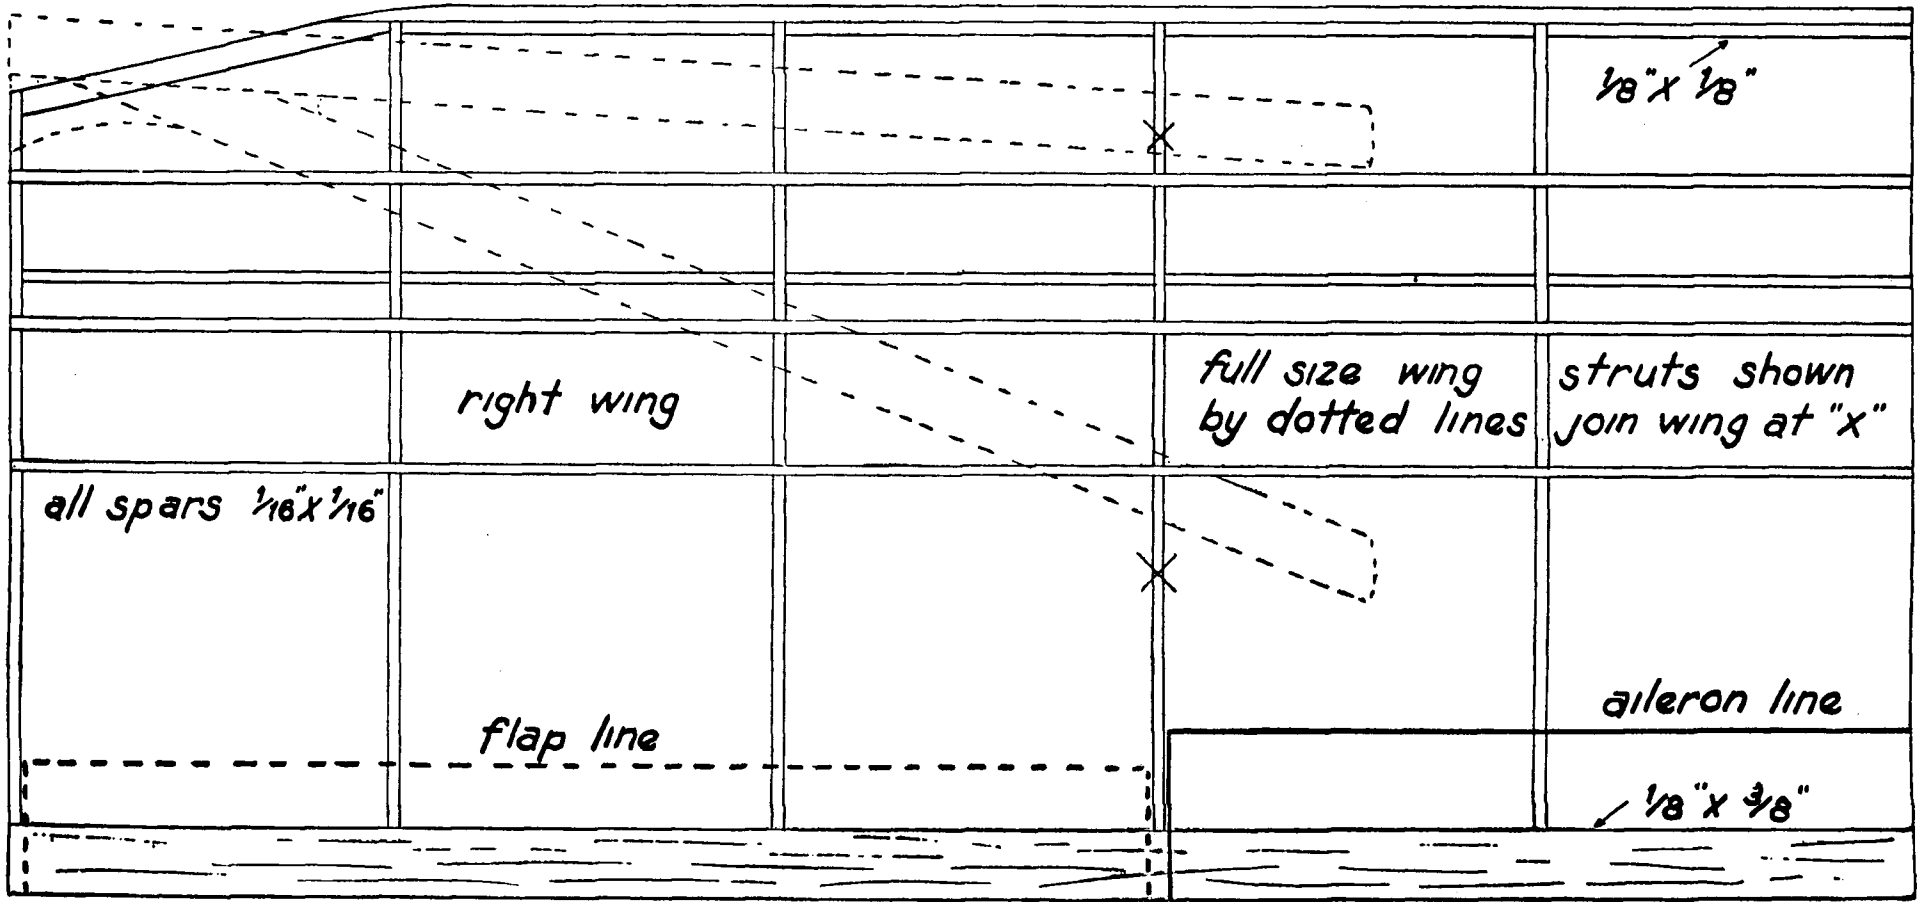 1/8" x 1/8"
full size wing struts shown
by dotted lines join wing at "x"
right wing
all spars 1/16" x 1/16"
aileron line
flap line
1/8" x 3/8"